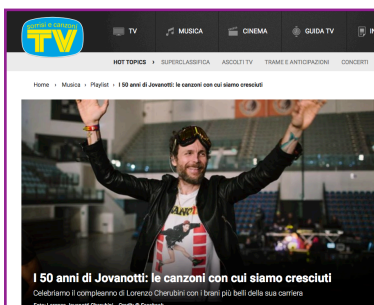 sorrisi e canzoni
TV
TV MUSICA CINEMA GUIDA TV
HOT TOPICS › SUPERCLASSIFICA ASCOLTI TV TRAME E ANTICIPAZIONI CONCERTI
Home › Musica › Playlist › I 50 anni di Jovanotti: le canzoni con cui siamo cresciuti
I 50 anni di Jovanotti: le canzoni con cui siamo cresciuti
Celebriamo il compleanno di Lorenzo Cherubini con i brani più belli della sua carriera